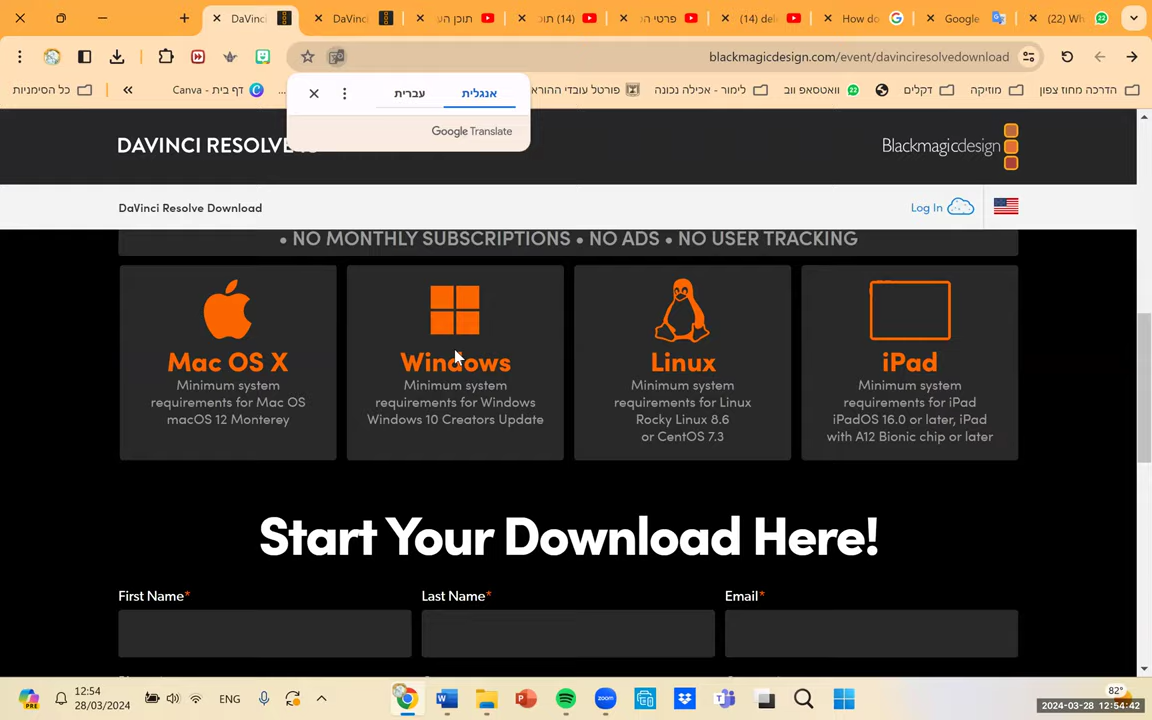 DaVinci
DaVinci
תוכן הע
(14) תוכ
פרטי הס
(14) del
How do
Google
(22) Wh
blackmagicdesign.com/event/davinciresolvedownload
כל הסימניות
«
דף בית - Canva
לימור - אכילה נכונה
וואטסאפ ווב
דקלים
מוזיקה
הדרכה מחוז צפון
עברית
אנגלית
Google Translate
DAVINCI RESOLVE
Blackmagicdesign
DaVinci Resolve Download
Log In
• NO MONTHLY SUBSCRIPTIONS • NO ADS • NO USER TRACKING
Mac OS X
Minimum system
requirements for Mac OS
macOS 12 Monterey
Windows
Minimum system
requirements for Windows
Windows 10 Creators Update
Linux
Minimum system
requirements for Linux
Rocky Linux 8.6
or CentOS 7.3
iPad
Minimum system
requirements for iPad
iPadOS 16.0 or later, iPad
with A12 Bionic chip or later
Start Your Download Here!
First Name*
Last Name*
Email*
12:54
28/03/2024
ENG
82°
2024-03-28 12:54:42